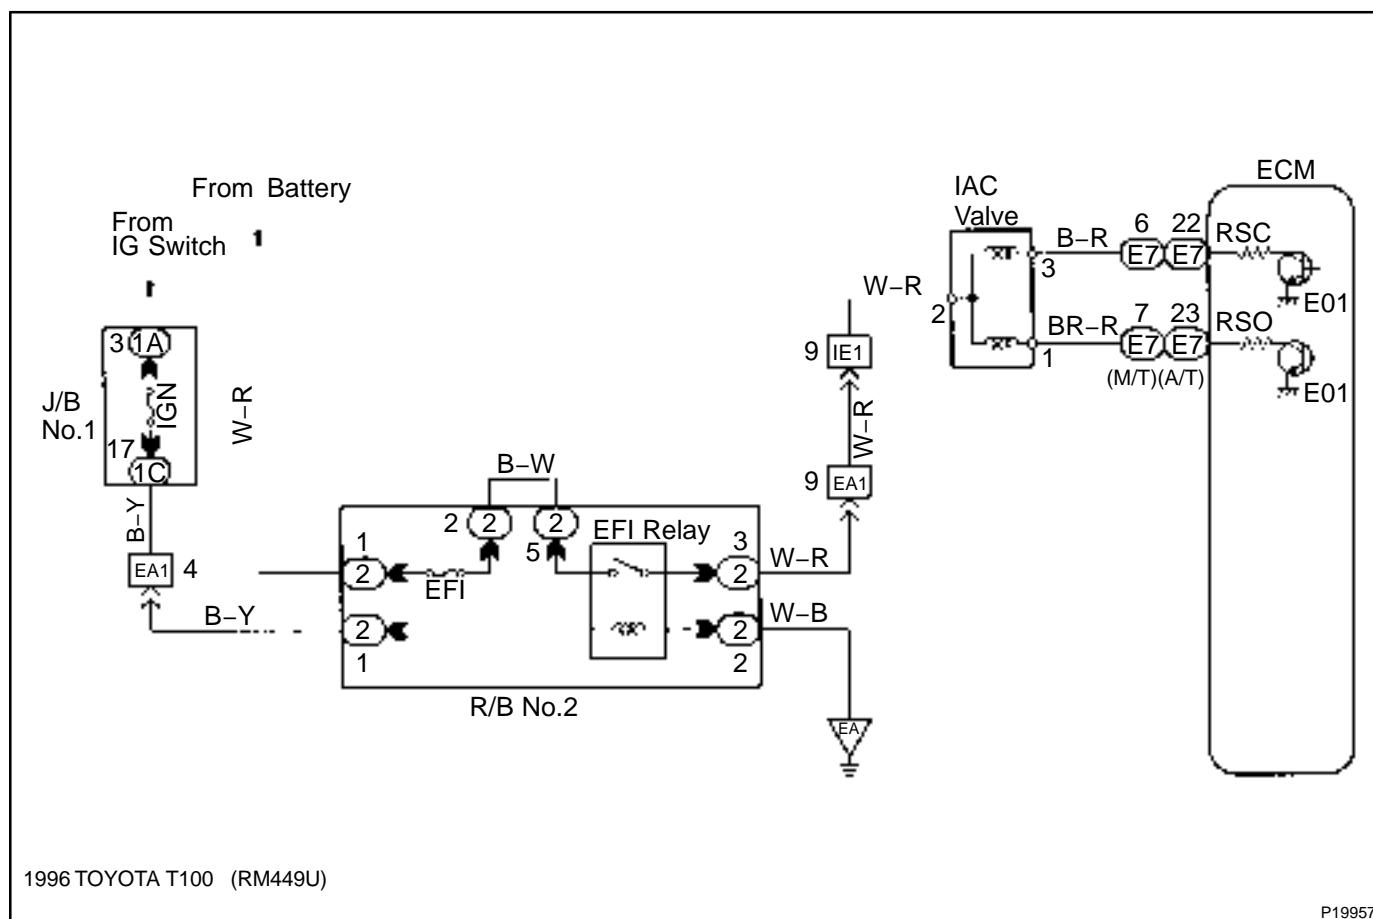 From Battery
From
IG Switch
1
ECM
IAC
Valve
6
22
B-R
E7
E7
RSC
3
E01
W-R
2
7
23
BR-R
E7
E7
RSO
1
(M/T)
(A/T)
E01
3
1A
J/B
No.1
IGN
W-R
17
1C
B-Y
EA1
4
B-Y
9
IE1
W-R
9
EA1
B-W
2
2
2
5
EFI Relay
1
2
EFI
3
2
W-R
2
1
2
2
W-B
R/B No.2
EA
1996 TOYOTA T100 (RM449U)
P19957